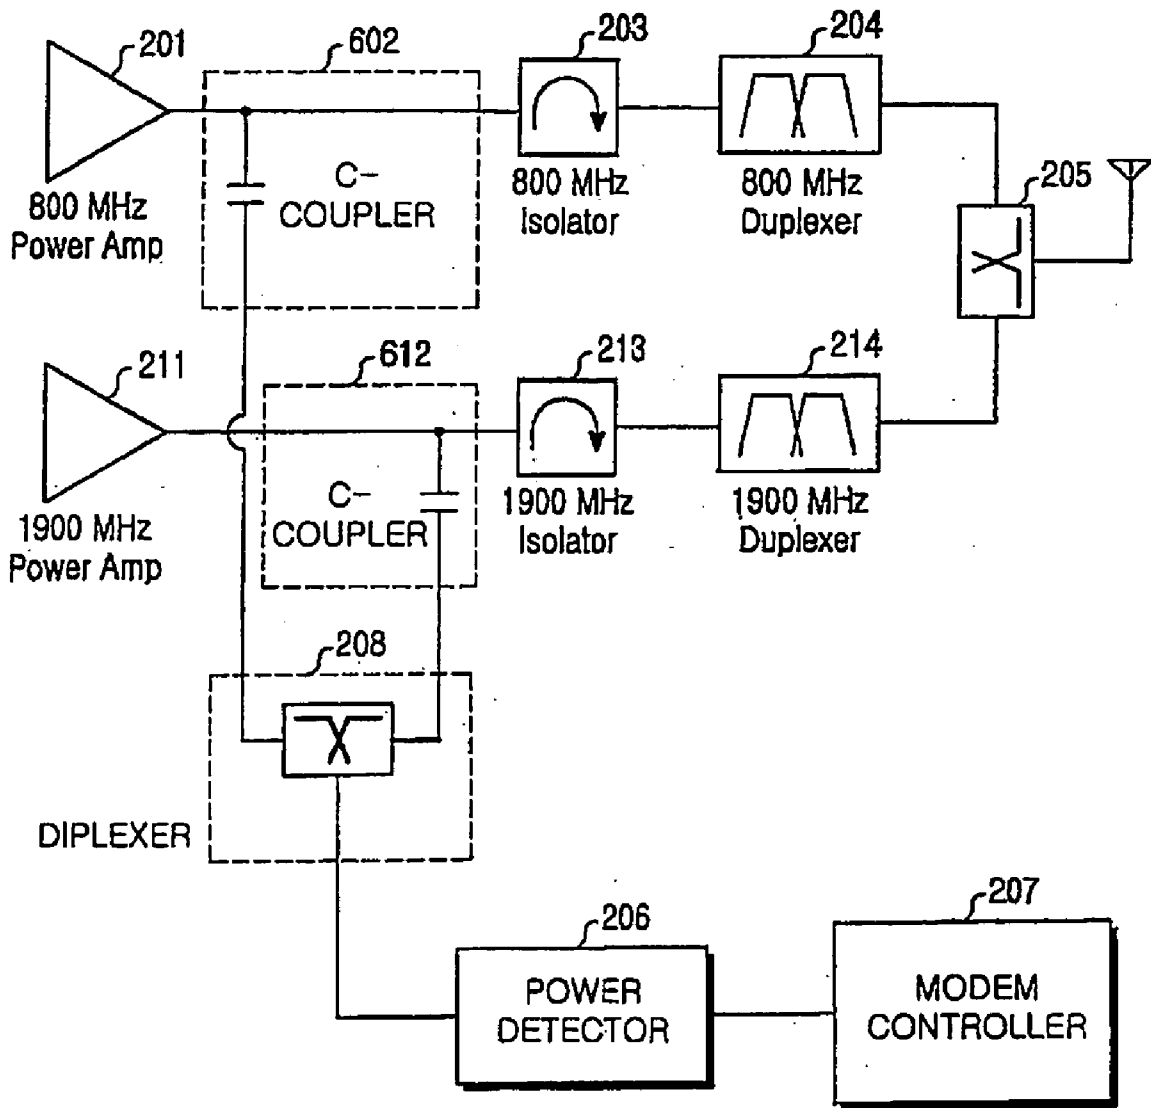 201
602
203
204
800 MHz
Power Amp
C-
COUPLER
800 MHz
Isolator
800 MHz
Duplexer
205
211
612
213
214
1900 MHz
Power Amp
C-
COUPLER
1900 MHz
Isolator
1900 MHz
Duplexer
208
DIPLEXER
206
207
POWER
DETECTOR
MODEM
CONTROLLER